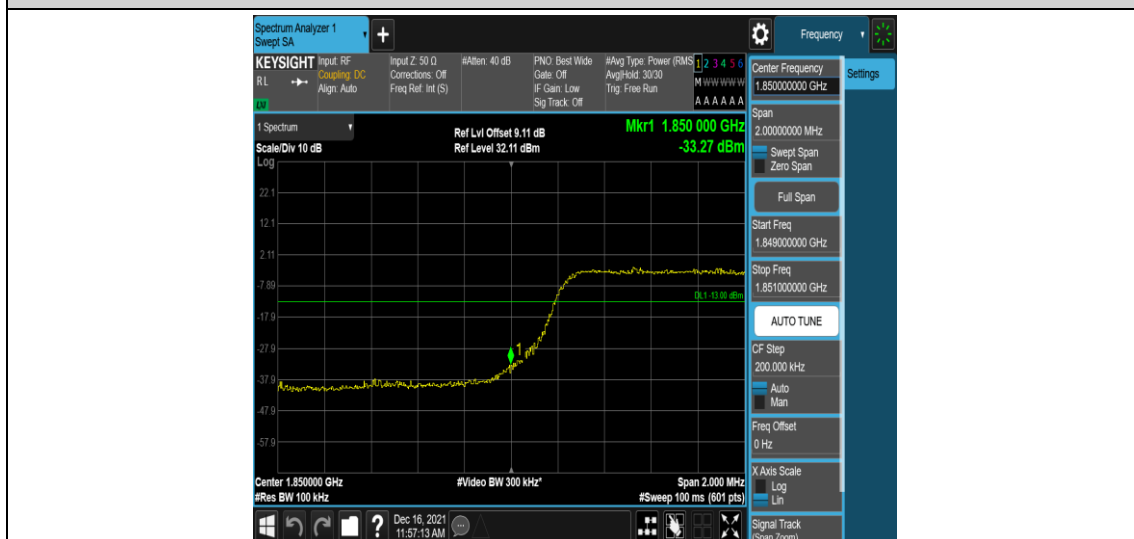 Spectrum Analyzer 1
Swept SA
+
Frequency
KEYSIGHT
RL
LXI
Input: RF
Coupling: DC
Align: Auto
Input Z: 50 Ω
Corrections: Off
Freq Ref: Int (S)
#Atten: 40 dB
PNO: Best Wide
Gate: Off
IF Gain: Low
Sig Track: Off
#Avg Type: Power (RMS
Avg|Hold: 30/30
Trig: Free Run
1 2 3 4 5 6
M W W W W W
A A A A A A
1 Spectrum
Scale/Div 10 dB
Ref Lvl Offset 9.11 dB
Ref Level 32.11 dBm
Mkr1 1.850 000 GHz
-33.27 dBm
Log
22.1
12.1
2.11
-7.89
-17.9
-27.9
-37.9
-47.9
-57.9
DL1 -13.00 dBm
1
Center 1.850000 GHz
#Res BW 100 kHz
#Video BW 300 kHz*
Span 2.000 MHz
#Sweep 100 ms (601 pts)
?
Dec 16, 2021
11:57:13 AM
Center Frequency
1.850000000 GHz
Span
2.00000000 MHz
Swept Span
Zero Span
Full Span
Start Freq
1.849000000 GHz
Stop Freq
1.851000000 GHz
AUTO TUNE
CF Step
200.000 kHz
Auto
Man
Freq Offset
0 Hz
X Axis Scale
Log
Lin
Signal Track
(Span Zoom)
Settings